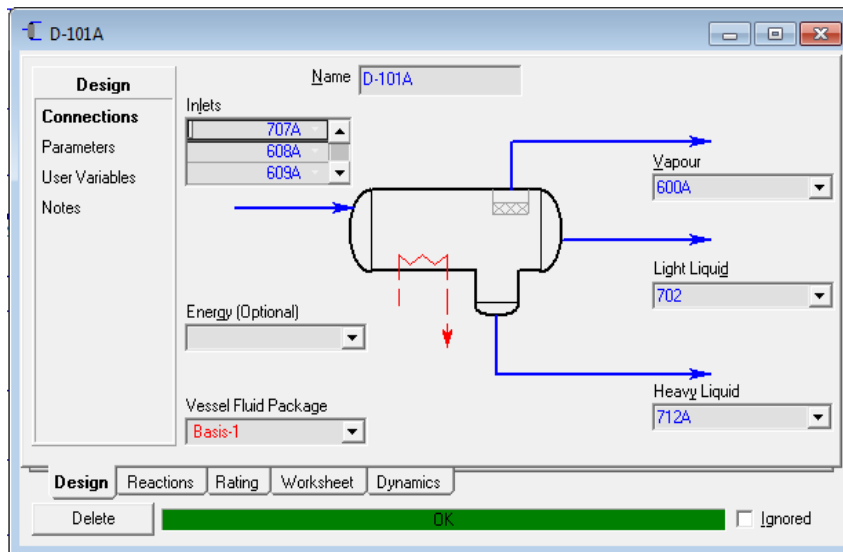 D-101A
Design
Connections
Parameters
User Variables
Notes
Name D-101A
Inlets
707A
608A
609A
Vapour
600A
Light Liquid
702
Energy (Optional)
Heavy Liquid
712A
Vessel Fluid Package
Basis-1
Design Reactions Rating Worksheet Dynamics
Delete OK Ignored